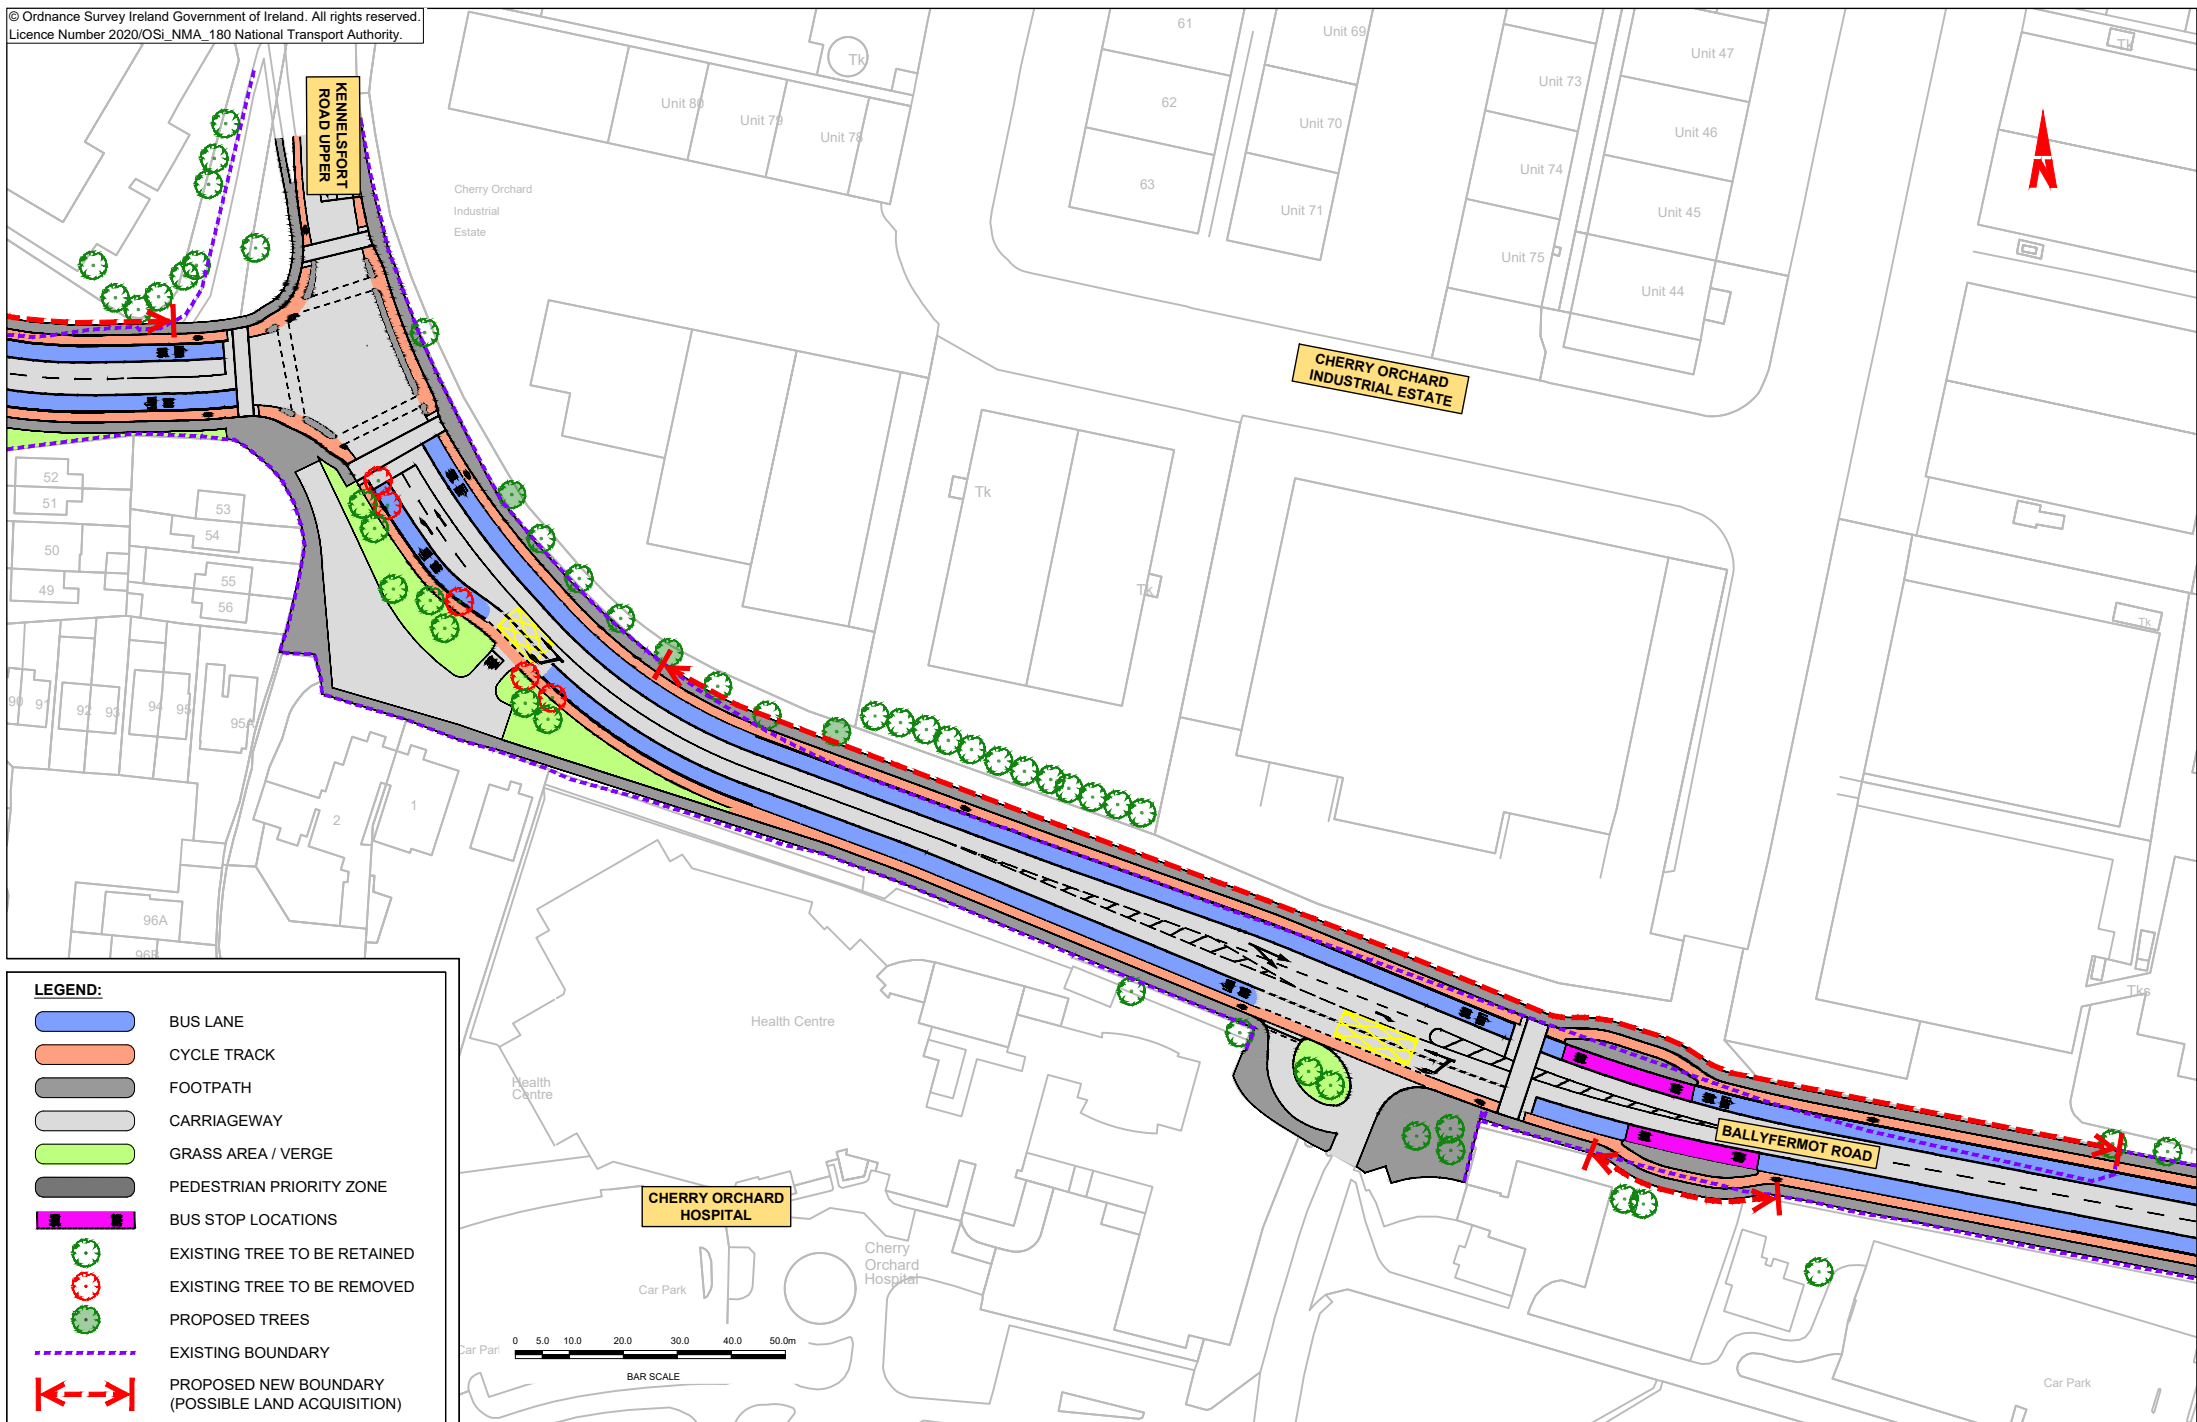 © Ordnance Survey Ireland Government of Ireland. All rights reserved.
Licence Number 2020/OSi_NMA_180 National Transport Authority.
KENNELSFORT
ROAD UPPER
Tk
Unit 80
Unit 79
Unit 78
Cherry Orchard
Industrial
Estate
61
62
63
Unit 69
Unit 70
Unit 71
Unit 73
Unit 74
Unit 75
Unit 47
Unit 46
Unit 45
Unit 44
Tk
N
CHERRY ORCHARD
INDUSTRIAL ESTATE
Tk
Tk
Tk
Tks
52
51
50
49
53
54
55
56
90
91
92
93
94
95
95A
96A
96B
1
2
Health Centre
Health
Centre
CHERRY ORCHARD
HOSPITAL
Cherry
Orchard
Hospital
Car Park
Car Park
BALLYFERMOT ROAD
Car Park
LEGEND:
BUS LANE
CYCLE TRACK
FOOTPATH
CARRIAGEWAY
GRASS AREA / VERGE
PEDESTRIAN PRIORITY ZONE
BUS STOP LOCATIONS
EXISTING TREE TO BE RETAINED
EXISTING TREE TO BE REMOVED
PROPOSED TREES
EXISTING BOUNDARY
PROPOSED NEW BOUNDARY
(POSSIBLE LAND ACQUISITION)
0 5.0 10.0 20.0 30.0 40.0 50.0m
BAR SCALE